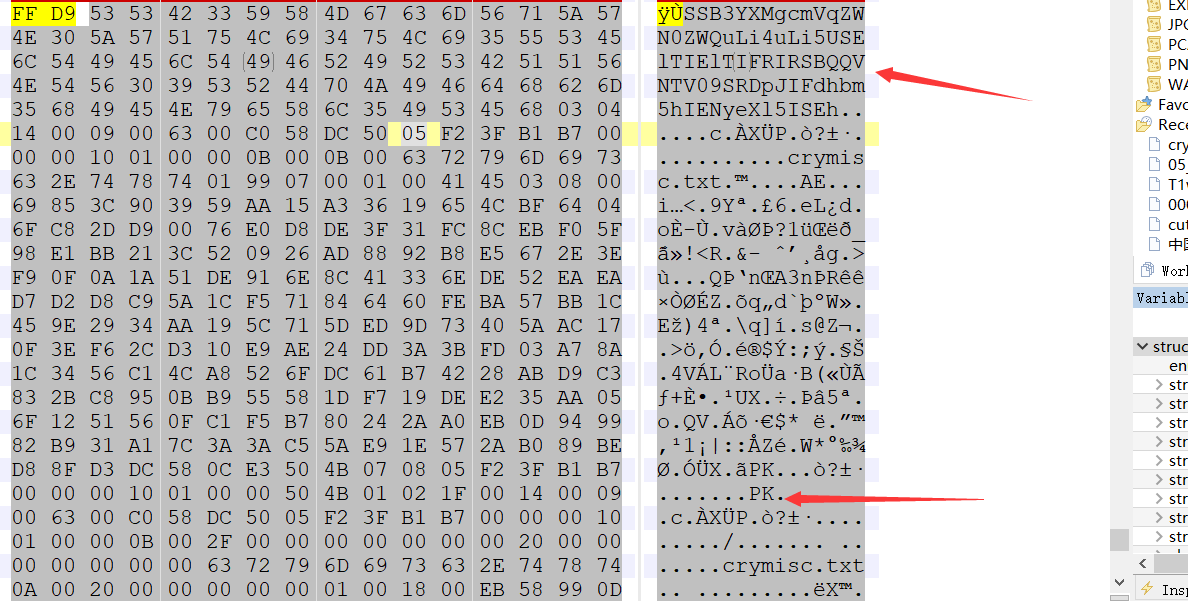 FF D9 53 53 42 33 59 58 4D 67 63 6D 56 71 5A 57 ÿÙSSB3YXMgcmVqZW
4E 30 5A 57 51 75 4C 69 34 75 4C 69 35 55 53 45 N0ZWQuLi4uLi5USE
6C 54 49 45 6C 54 49 46 52 49 52 53 42 51 51 56 lTIElTIFRIRSBQQV
4E 54 56 30 39 53 52 44 70 4A 49 46 64 68 62 6D NTV09SRDpJIFdhbm
35 68 49 45 4E 79 65 58 6C 35 49 53 45 68 03 04 5hIENyeXl5ISEh..
14 00 09 00 63 00 C0 58 DC 50 05 F2 3F B1 B7 00 ....c.ÀXÜP.ò?±·.
00 00 10 01 00 00 0B 00 0B 00 63 72 79 6D 69 73 ..........crymis
63 2E 74 78 74 01 99 07 00 01 00 41 45 03 08 00 c.txt.™....AE...
69 85 3C 90 39 59 AA 15 A3 36 19 65 4C BF 64 04 i…<.9Yª.£6.eL¿d.
6F C8 2D D9 00 76 E0 D8 DE 3F 31 FC 8C EB F0 5F
98 E1 BB 21 3C 52 09 26 AD 88 92 B8 E5 67 2E 3E
F9 0F 0A 1A 51 DE 91 6E 8C 41 33 6E DE 52 EA EA ù...QÞ‘nŒA3nÞRêê
D7 D2 D8 C9 5A 1C F5 71 84 64 60 FE BA 57 BB 1C ×ÒØÉZ.õq„d`þºW».
45 9E 29 34 AA 19 5C 71 5D ED 9D 73 40 5A AC 17 Ež)4ª.\q]í.s@Z¬.
0F 3E F6 2C D3 10 E9 AE 24 DD 3A 3B FD 03 A7 8A .>ö,Ó.é®$Ý:;ý.§Š
1C 34 56 C1 4C A8 52 6F DC 61 B7 42 28 AB D9 C3 .4VÁL¨RoÜa·B(«ÙÃ
83 2B C8 95 0B B9 55 58 1D F7 19 DE E2 35 AA 05 ƒ+È•.¹UX.÷.Þâ5ª.
6F 12 51 56 0F C1 F5 B7 80 24 2A A0 EB 0D 94 99 o.QV.Áõ·€$* ë.”™
82 B9 31 A1 7C 3A 3A C5 5A E9 1E 57 2A B0 89 BE ‚¹1¡|::ÅZé.W*°‰¾
D8 8F D3 DC 58 0C E3 50 4B 07 08 05 F2 3F B1 B7 Ø.ÓÜX.ãPK...ò?±·
00 00 00 10 01 00 00 50 4B 01 02 1F 00 14 00 09 .......PK.
00 63 00 C0 58 DC 50 05 F2 3F B1 B7 00 00 00 10 .c.ÀXÜP.ò?±·....
01 00 00 0B 00 2F 00 00 00 00 00 00 00 20 00 00 ...../....... ..
00 00 00 00 00 63 72 79 6D 69 73 63 2E 74 78 74 .....crymisc.txt
0A 00 20 00 00 00 00 00 01 00 18 00 EB 58 99 0D .. .........ëX™.
EX
JPG
PC
PN
WA
Favo
Rece
cry
05_
T1
000
cut
中国
Work
Variabl
struc
en
str
str
str
str
str
str
str
str
str
Insp